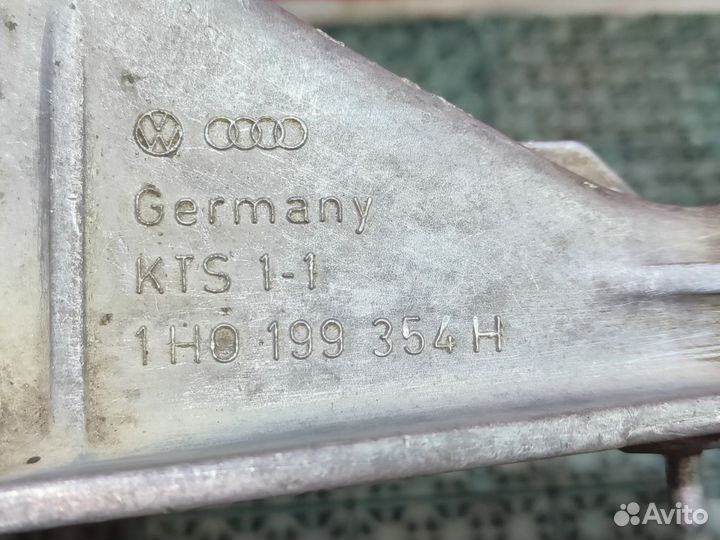 Germany
KTS 1-1
1H0 199 354 H
Avito